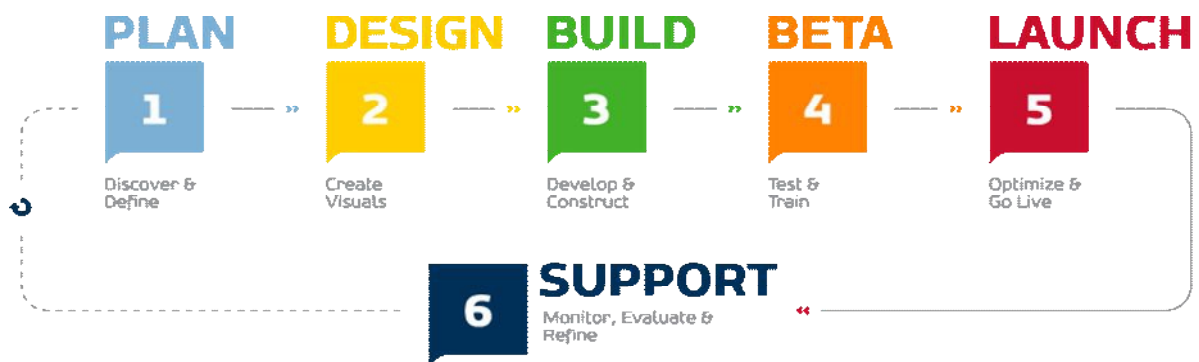 PLAN
1
Discover &
Define
DESIGN
2
Create
Visuals
BUILD
3
Develop &
Construct
BETA
4
Test &
Train
LAUNCH
5
Optimize &
Go Live
6
SUPPORT
Monitor, Evaluate &
Refine